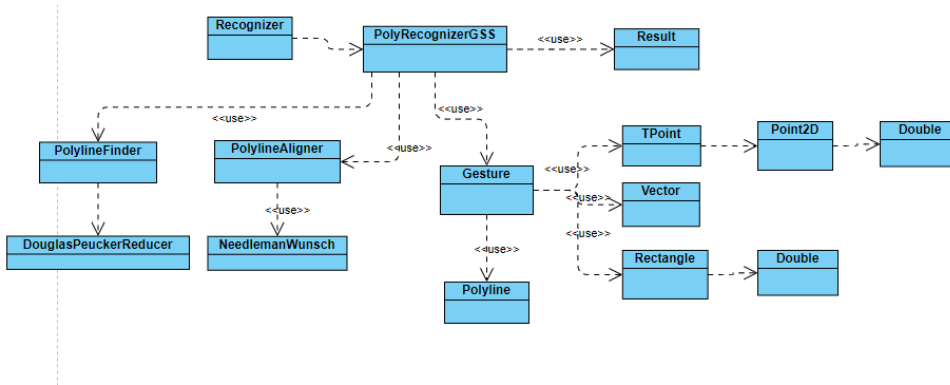 Recognizer
PolyRecognizerGSS
<<use>>
Result
<<use>>
<<use>>
<<use>>
PolylineFinder
PolylineAligner
Gesture
TPoint
Point2D
Double
<<use>>
Vector
<<use>>
<<use>>
DouglasPeuckerReducer
NeedlemanWunsch
<<use>>
Rectangle
Double
Polyline